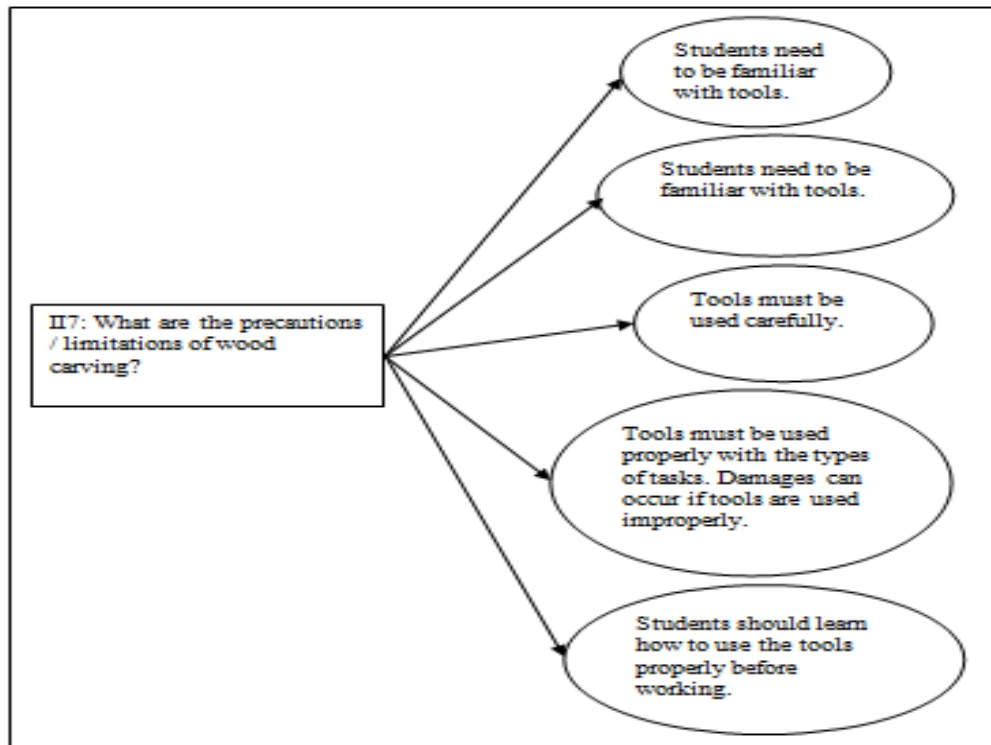 Students need
to be familiar
with tools.
Students need to be
familiar with tools.
Tools must be
used carefully.
II7: What are the precautions
/ limitations of wood
carving?
Tools must be used
properly with the types
of tasks. Damages can
occur if tools are used
improperly.
Students should learn
how to use the tools
properly before
working.